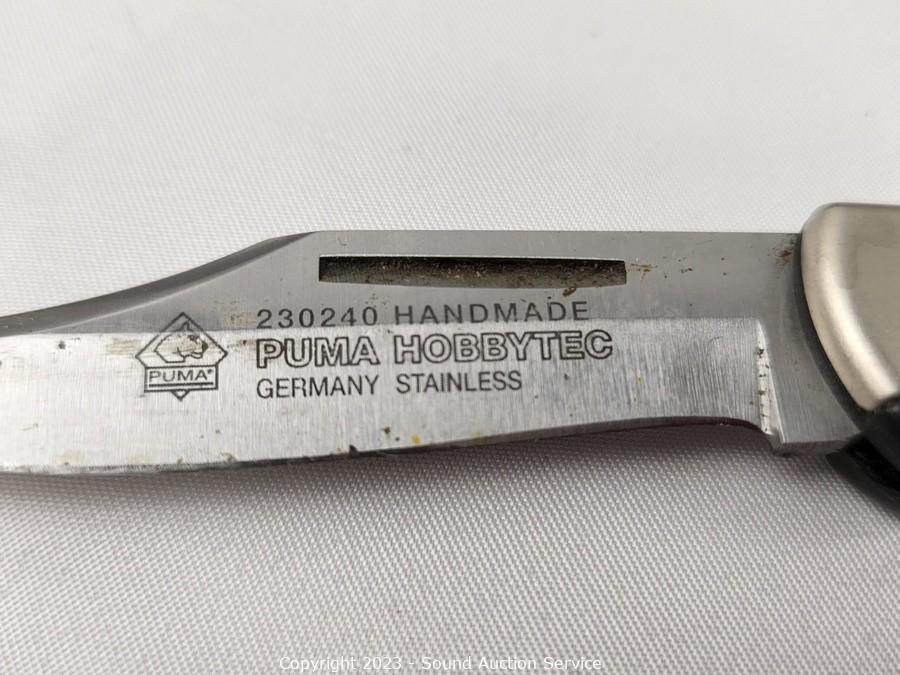 230240 HANDMADE
PUMA HOBBYTEC
GERMANY STAINLESS
PUMA®
Copyright 2023 - Sound Auction Service